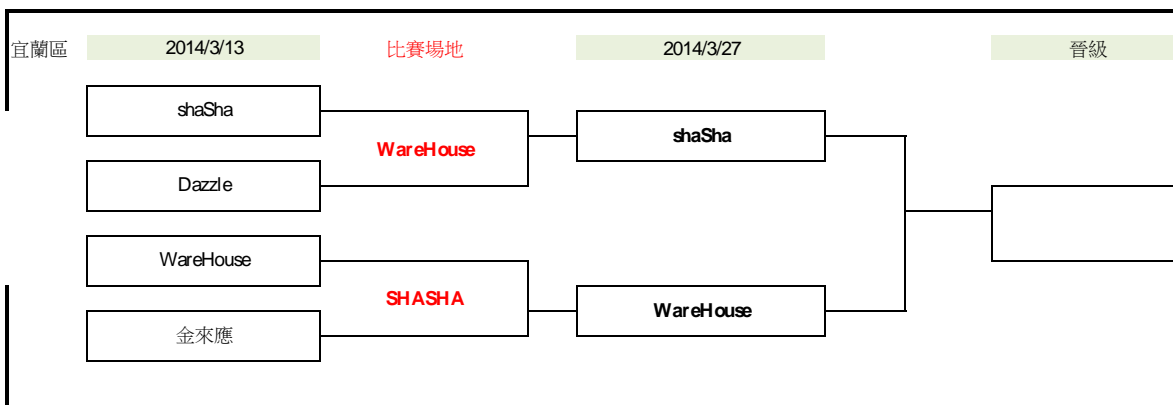 宜蘭區 2014/3/13 比賽場地 2014/3/27 晉級
shaSha
WareHouse
shaSha
Dazzle
WareHouse
SHASHA
WareHouse
金來應